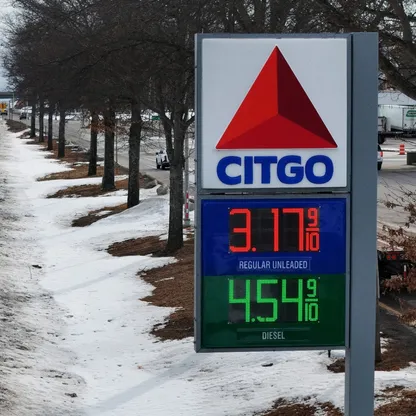 CITGO
3.17 9/10
REGULAR UNLEADED
4.54 9/10
DIESEL